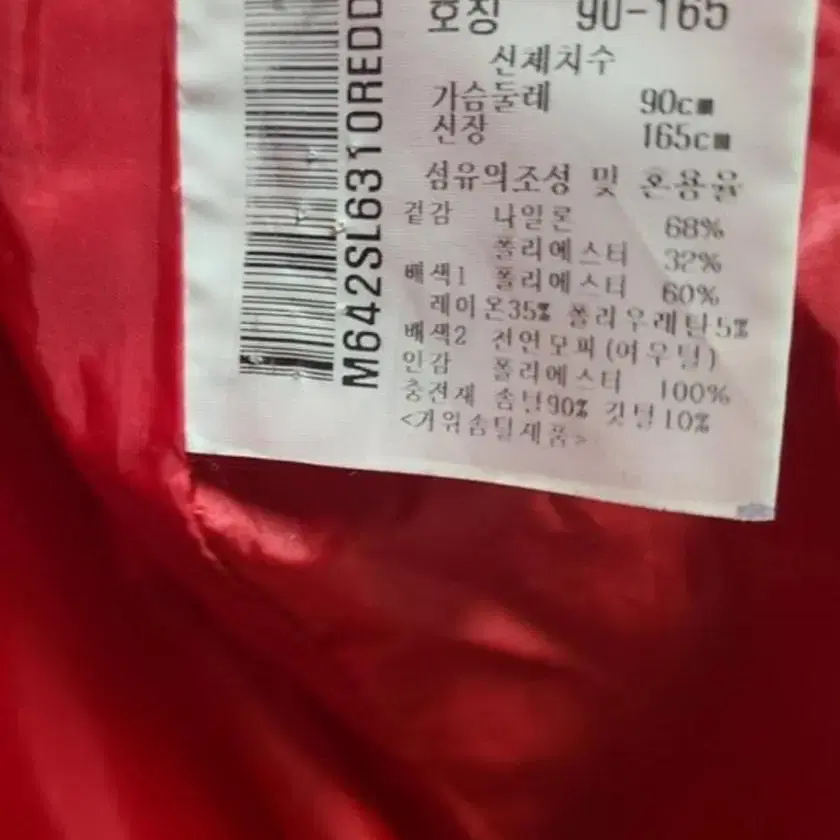 호칭 90-165
신체치수
가슴둘레 90c■
신장 165c■
섬유의조성 및 혼용율
겉감 나일론 68%
폴리에스터 32%
배색1 폴리에스터 60%
레이온35% 폴리우레탄5%
배색2 천연모피(여우털)
안감 폴리에스터 100%
충전재 솜털90% 깃털10%
<거위솜털제품>
M642SL6310REDD